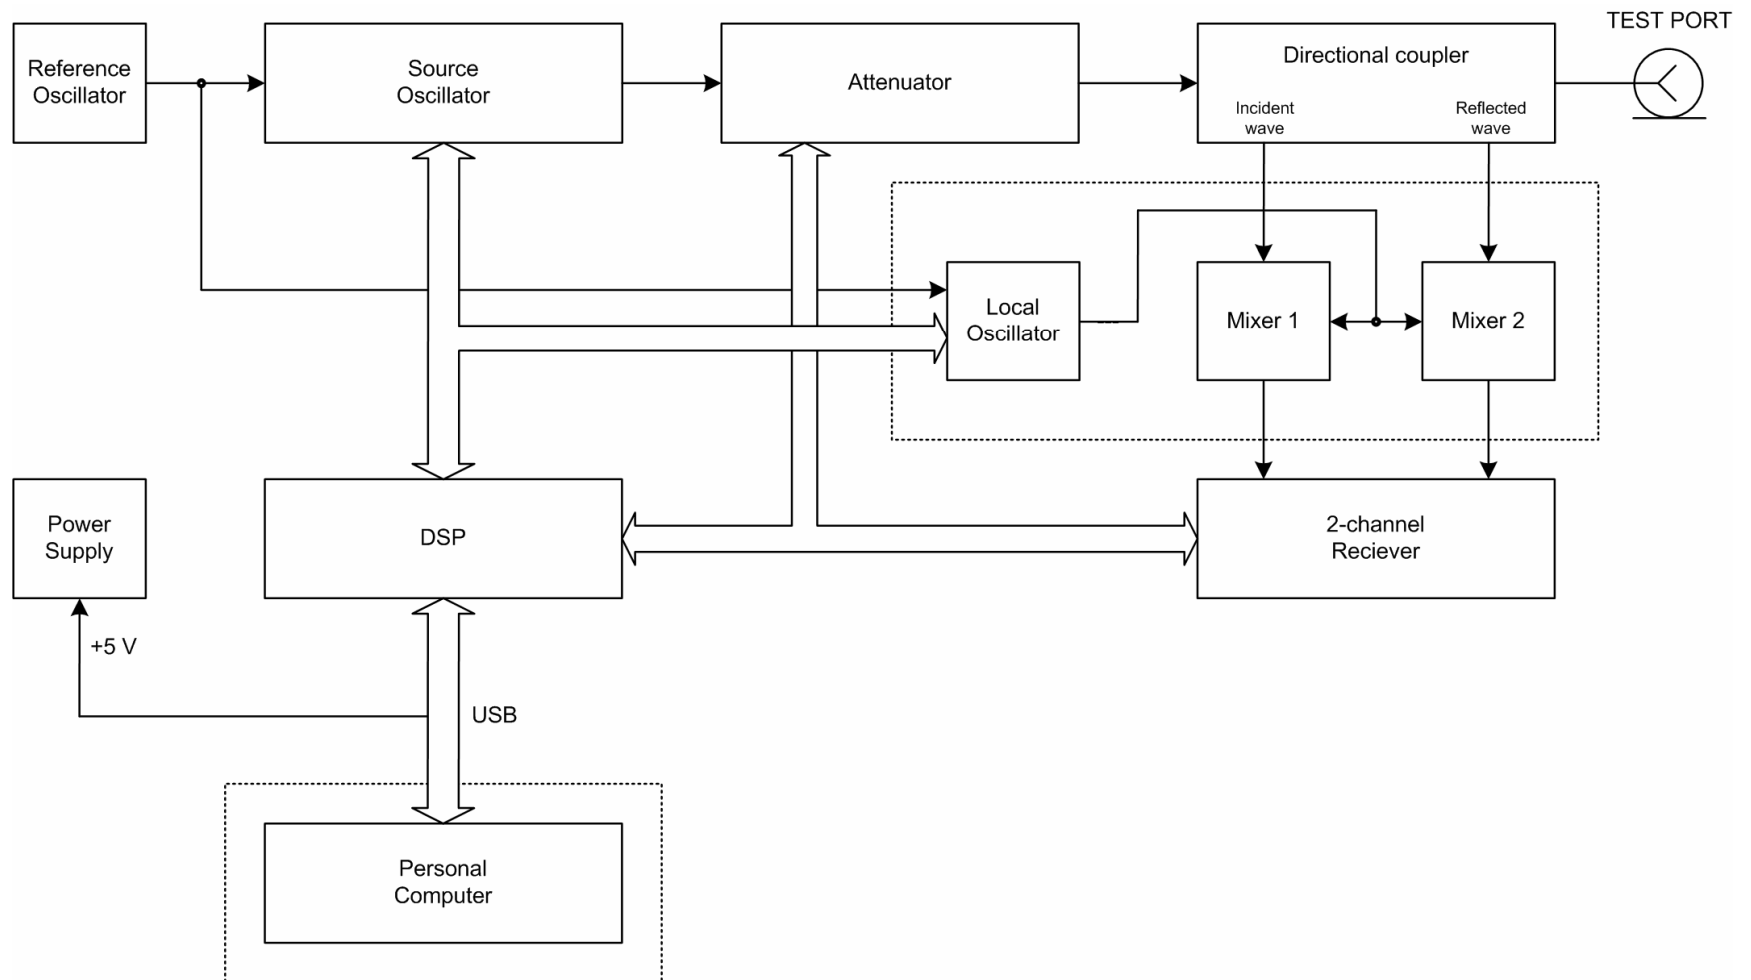 TEST PORT
Reference
Oscillator
Source
Oscillator
Attenuator
Directional coupler
Incident
wave
Reflected
wave
Local
Oscillator
Mixer 1
Mixer 2
Power
Supply
DSP
2-channel
Reciever
+5 V
USB
Personal
Computer